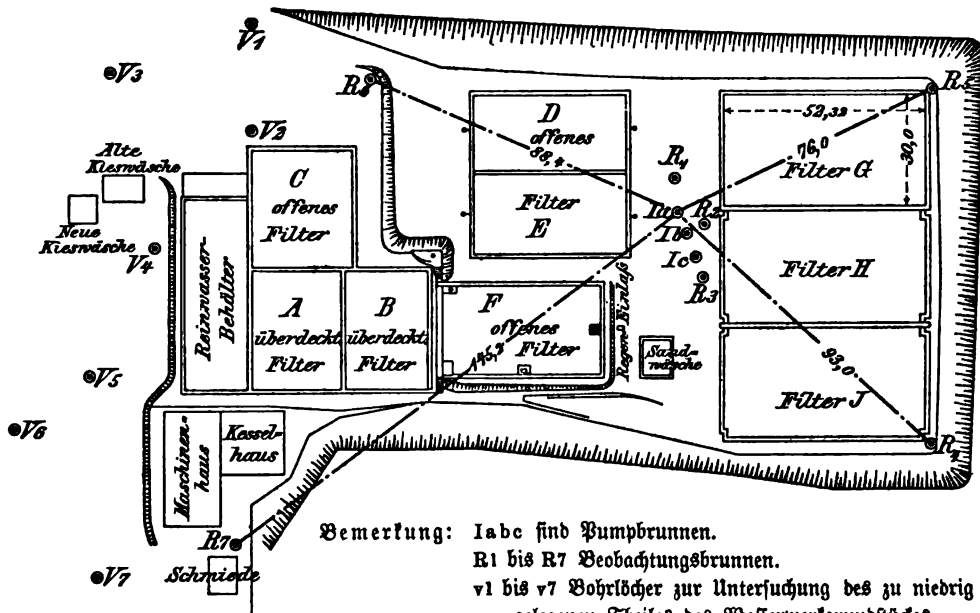 V1
V3
R6
R5
D
offenes
88,4
52,32
76,0
30,0
V2
Alte
Kieswäsche
C
offenes
Filter
R1
Filter G
Filter
E
Ia
R2
Ib
Neue
Kieswäsche
V4
Ic
R3
Filter H
Reinwasser-
Behälter
A
überdeckt.
Filter
B
überdeckt.
Filter
F
offenes
Filter
145,3
Regen-Einlaß
Sand-
wäsche
93,0
Filter J
V5
V6
Kessel-
haus
Maschinen-
haus
R4
R7
Schmiede
V7
Bemerkung: Iabc sind Pumpbrunnen.
R1 bis R7 Beobachtungsbrunnen.
v1 bis v7 Bohrlöcher zur Untersuchung des zu niedrig